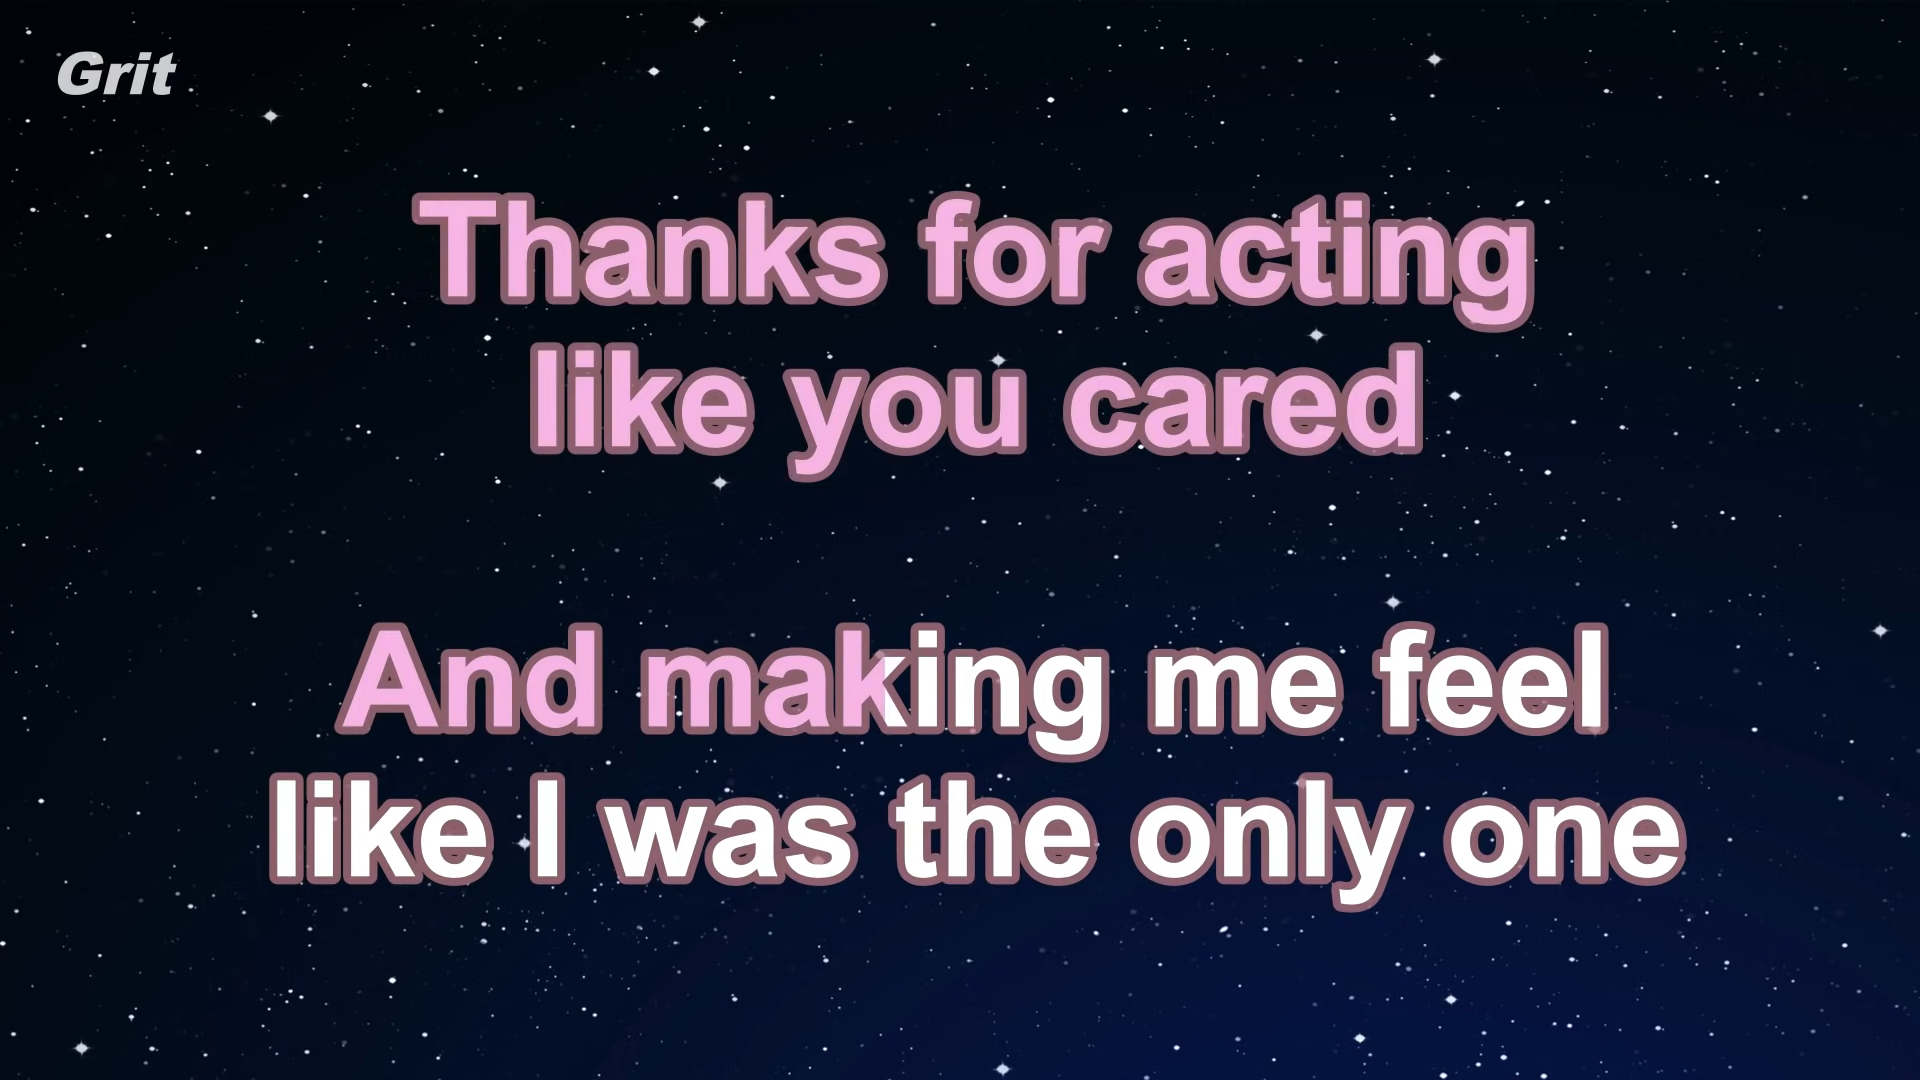 Grit
Thanks for acting
like you cared
And making me feel
like I was the only one